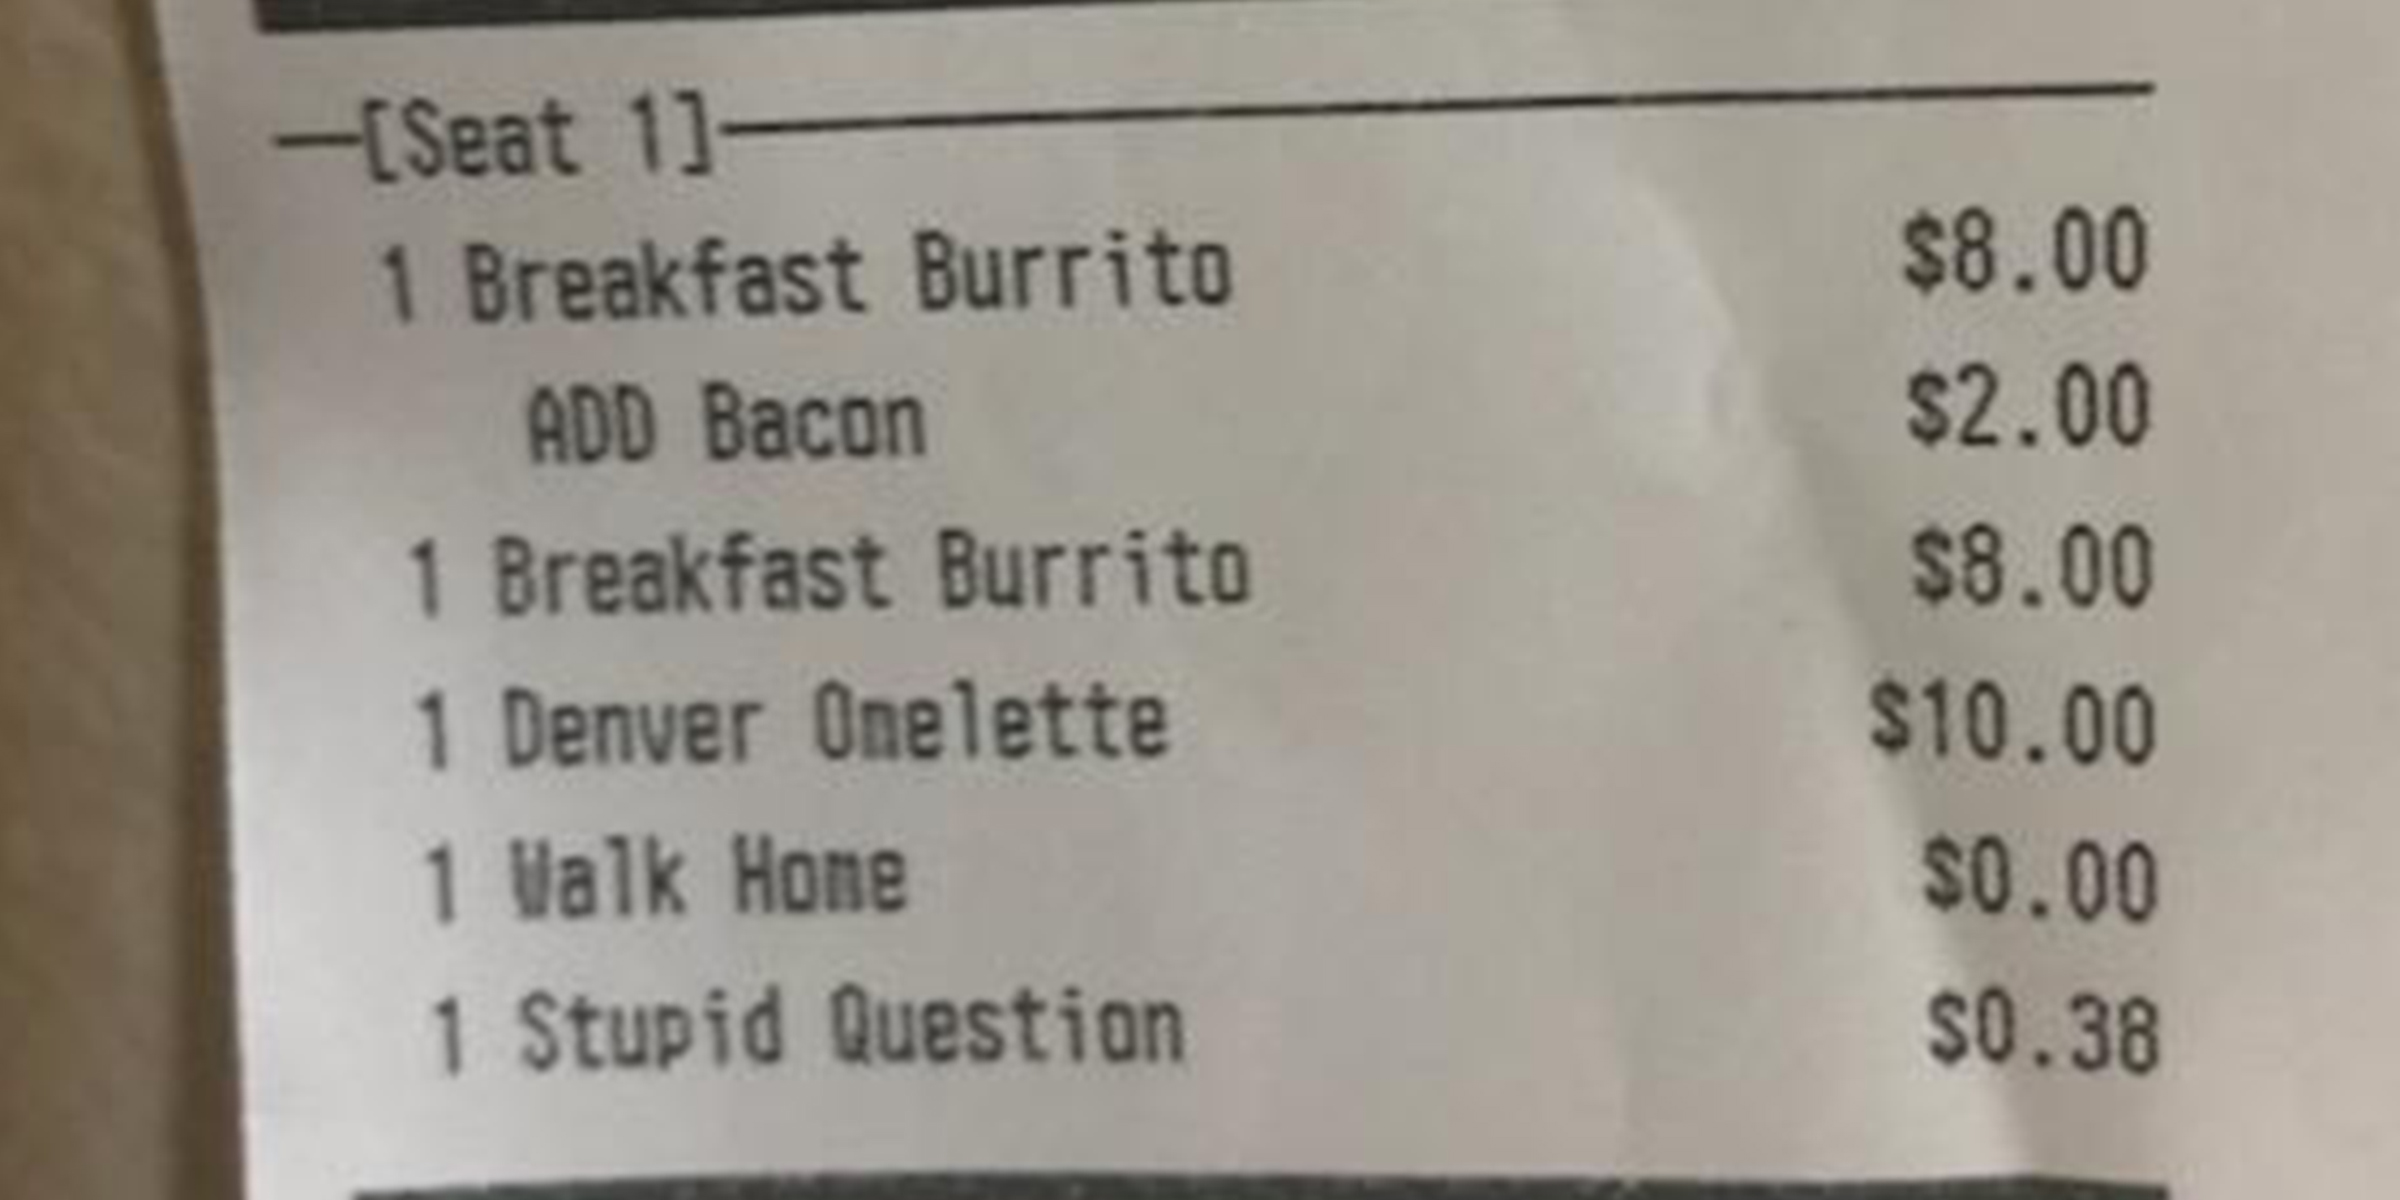 [Seat 1]
1 Breakfast Burrito $8.00
ADD Bacon $2.00
1 Breakfast Burrito $8.00
1 Denver Omelette $10.00
1 Walk Home $0.00
1 Stupid Question $0.38